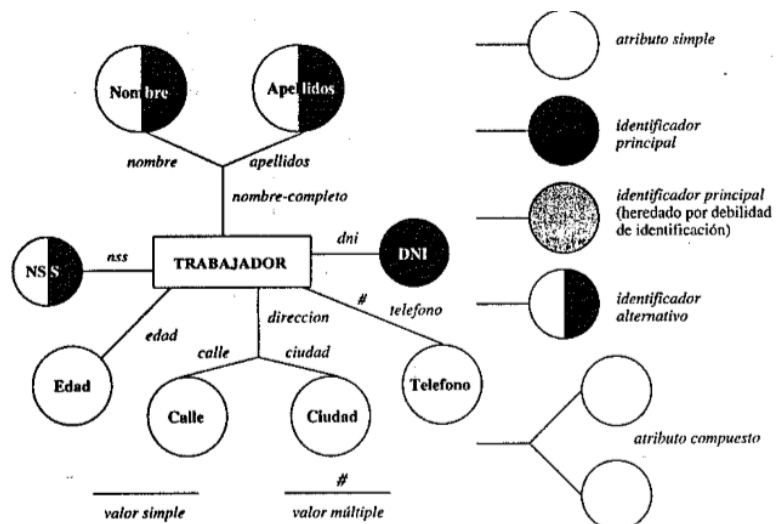 Nombre
Apellidos
nombre
apellidos
nombre-completo
NSS
nss
TRABAJADOR
dni
DNI
edad
direccion
#
telefono
calle
ciudad
Edad
Calle
Ciudad
Telefono
valor simple
#
valor múltiple
atributo simple
identificador
principal
identificador principal
(heredado por debilidad
de identificación)
identificador
alternativo
atributo compuesto